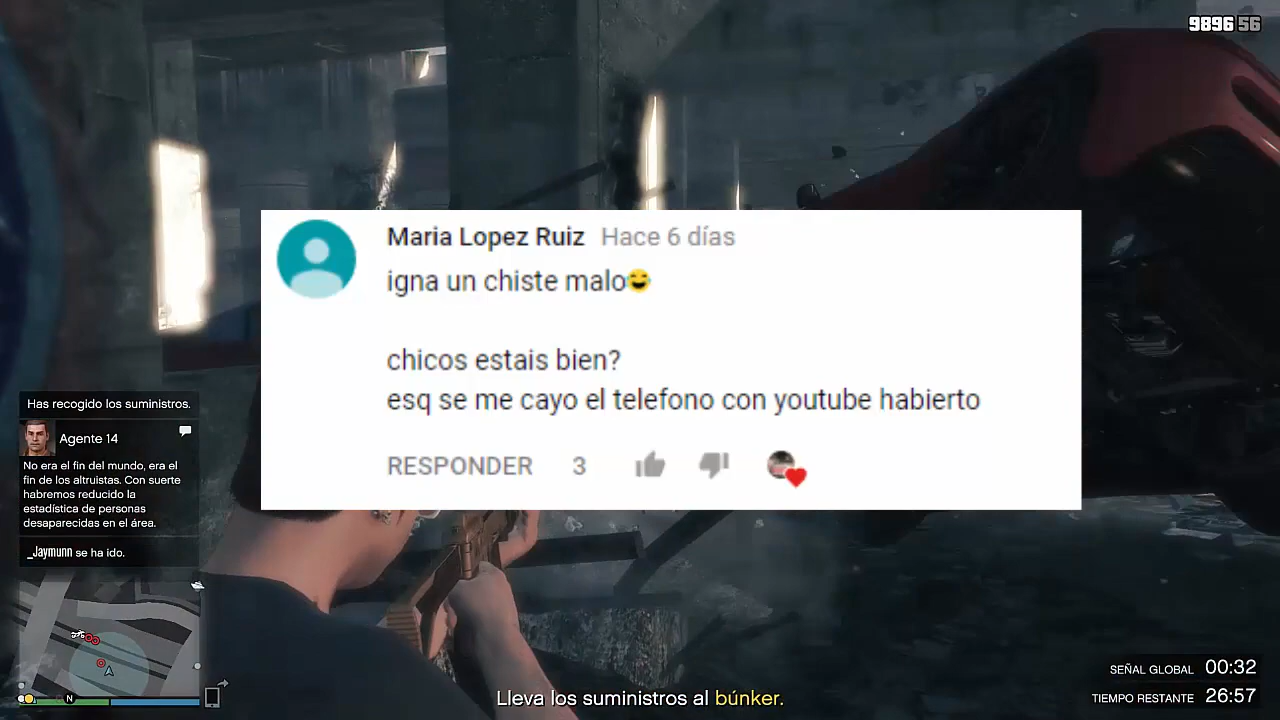 9896 56
Maria Lopez Ruiz Hace 6 días
igna un chiste malo😄
chicos estais bien?
esq se me cayo el telefono con youtube habierto
RESPONDER 3
Has recogido los suministros.
Agente 14
No era el fin del mundo, era el
fin de los altruistas. Con suerte
habremos reducido la
estadística de personas
desaparecidas en el área.
_Jaymunn se ha ido.
N
Lleva los suministros al búnker.
SEÑAL GLOBAL 00:32
TIEMPO RESTANTE 26:57